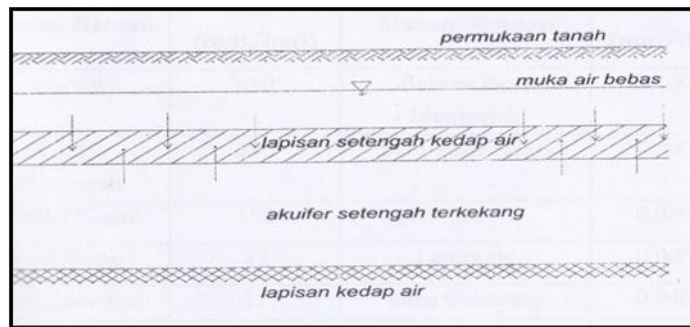 permukaan tanah
muka air bebas
lapisan setengah kedap air
akuifer setengah terkekang
lapisan kedap air